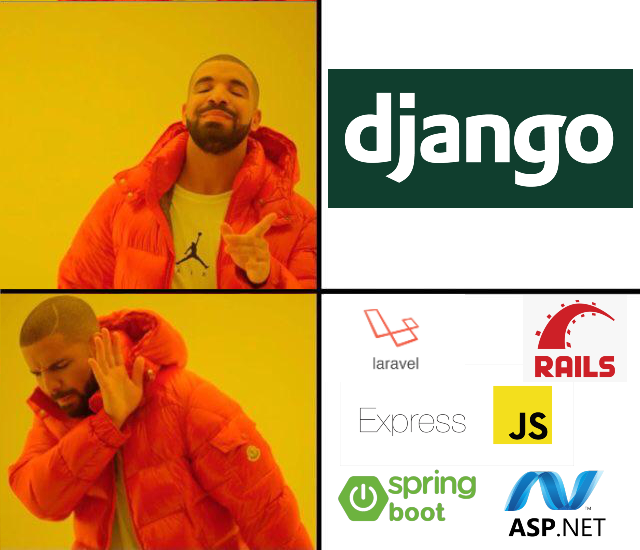 django
laravel
RAILS
Express
JS
spring
boot
ASP.NET